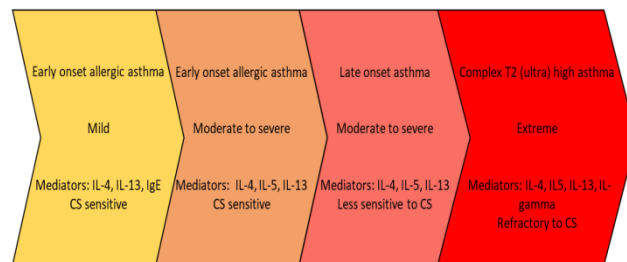 Early onset allergic asthma
Mild
Mediators: IL-4, IL-13, IgE
CS sensitive
Early onset allergic asthma
Moderate to severe
Mediators:  IL-4, IL-5, IL-13
CS sensitive
Late onset asthma
Moderate to severe
Mediators: IL-4, IL-5, IL-13
Less sensitive to CS
Complex T2 (ultra) high asthma
Extreme
Mediators: IL-4, IL5, IL-13, IL-
gamma
Refractory to CS